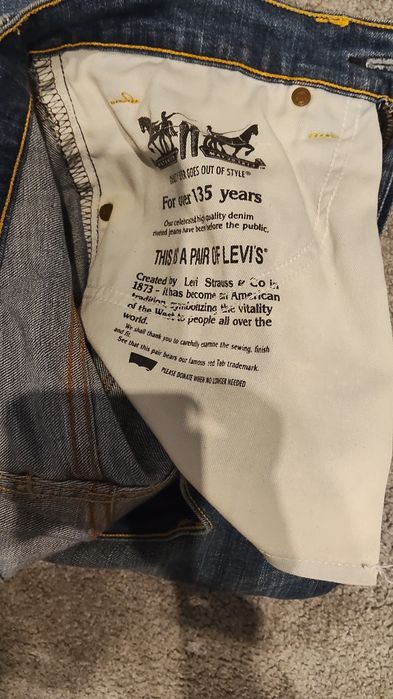 QUALITY NEVER GOES OUT OF STYLE®
For over 135 years
Our celebrated high quality denim
riveted jeans have been before the public.
THIS IS A PAIR OF LEVI'S®
Created by Levi Strauss & Co in
1873 - it has become an American
tradition, symbolizing the vitality
of the West to people all over the
world.
We shall thank you to carefully examine the sewing, finish
and fit.
See that this pair bears our famous red Tab trademark.
PLEASE DONATE WHEN NO LONGER NEEDED